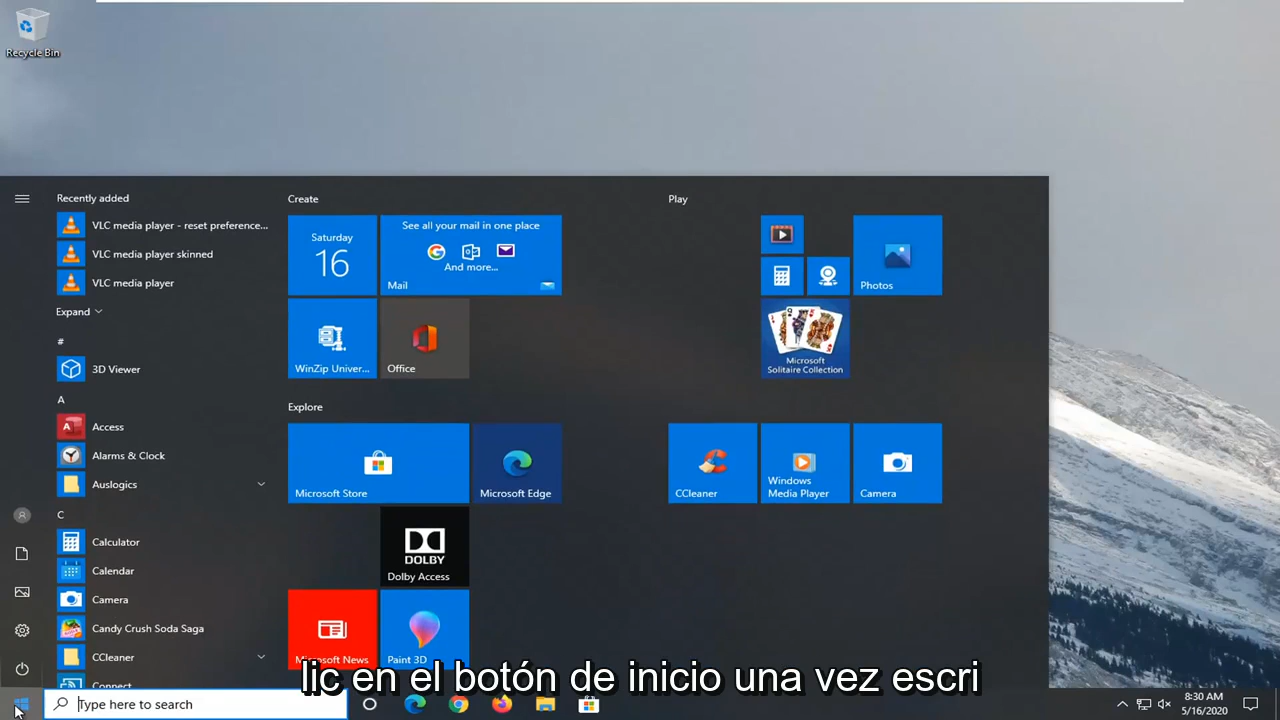 Recycle Bin
Recently added
VLC media player - reset preference...
VLC media player skinned
VLC media player
Expand
#
3D Viewer
A
Access
Alarms & Clock
Auslogics
C
Calculator
Calendar
Camera
Candy Crush Soda Saga
CCleaner
Connect
Create
Saturday
16
See all your mail in one place
And more...
Mail
WinZip Univer...
Office
Explore
Microsoft Store
Microsoft Edge
DOLBY
Dolby Access
Microsoft News
Paint 3D
Play
Photos
Microsoft
Solitaire Collection
CCleaner
Windows
Media Player
Camera
lic en el botón de inicio una vez escri
Type here to search
8:30 AM
5/16/2020